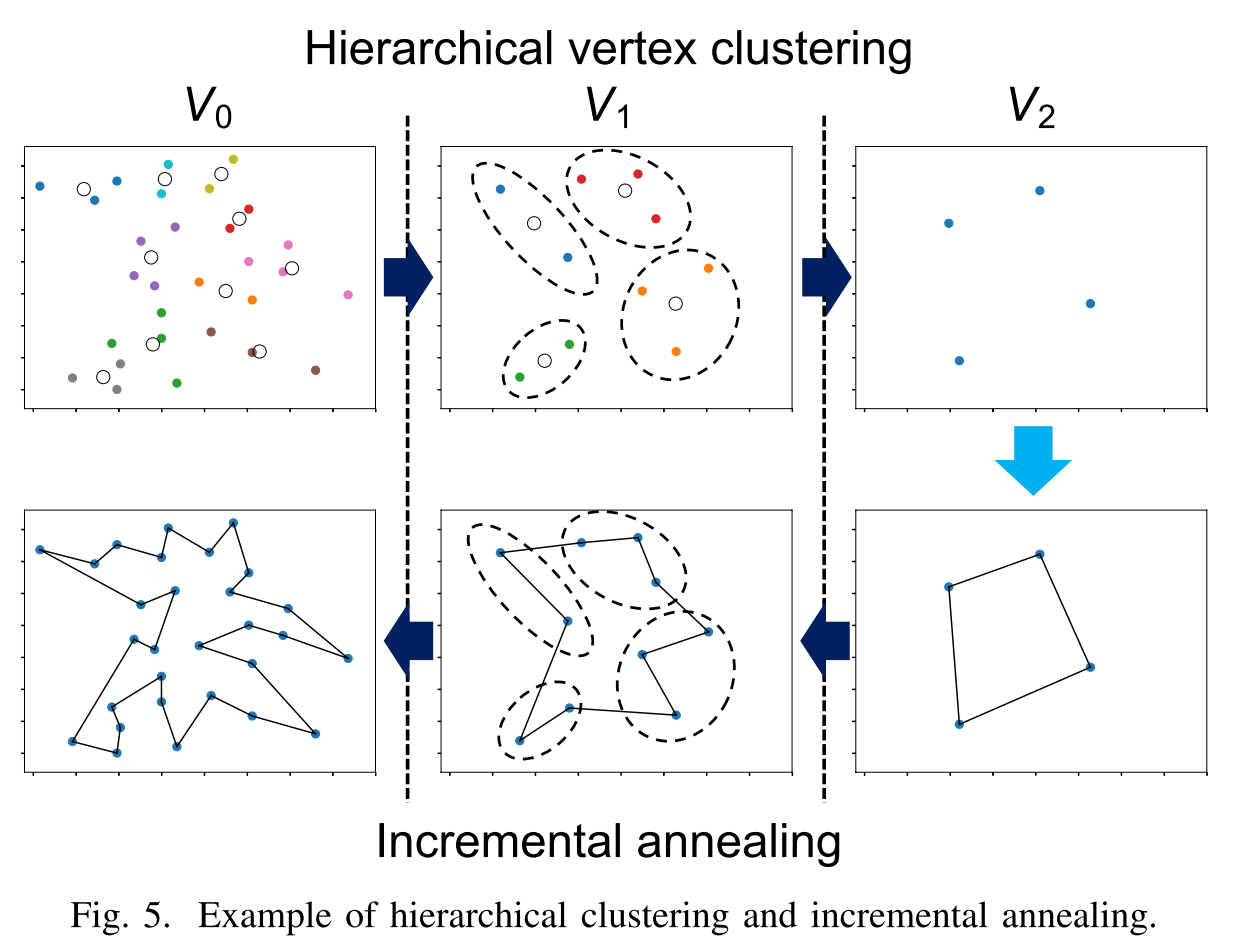 Hierarchical vertex clustering
V0 V1 V2
Incremental annealing
Fig. 5. Example of hierarchical clustering and incremental annealing.